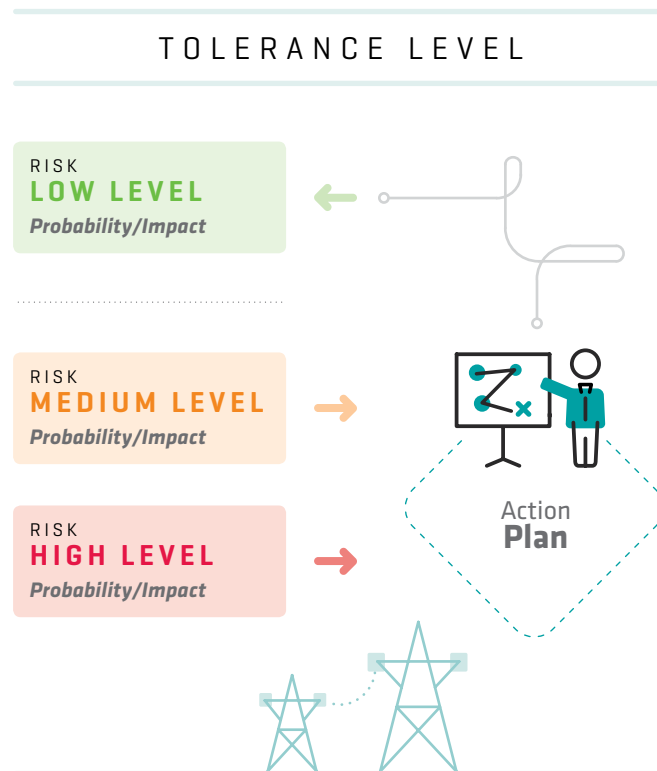 TOLERANCE LEVEL
RISK
LOW LEVEL
Probability/Impact
RISK
MEDIUM LEVEL
Probability/Impact
RISK
HIGH LEVEL
Probability/Impact
Action
Plan